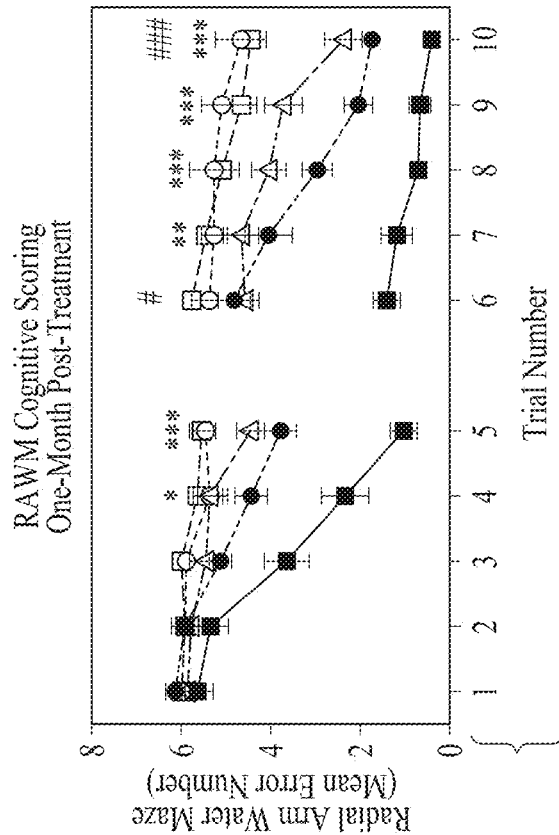 RAWM Cognitive Scoring
One-Month Post-Treatment
Radial Arm Water Maze
(Mean Error Number)
8
6
4
2
0
* *** # ** *** *** ***
1 2 3 4 5 6 7 8 9 10
Trial Number